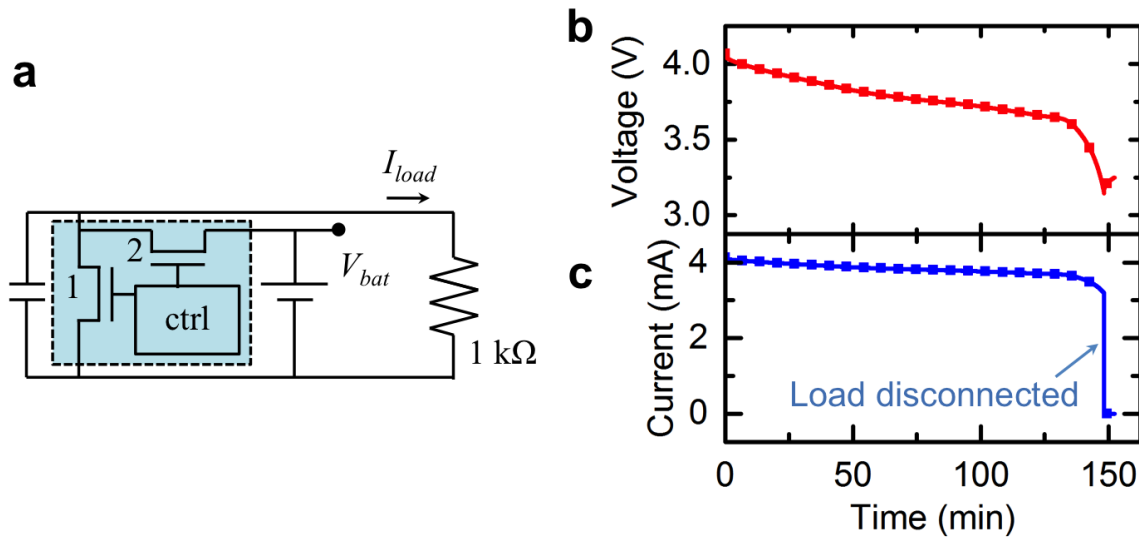 a
I_load
2
V_bat
1
ctrl
1 kΩ
b
Voltage (V)
4.0
3.5
3.0
c
Current (mA)
4
2
0
Load disconnected
0 50 100 150
Time (min)